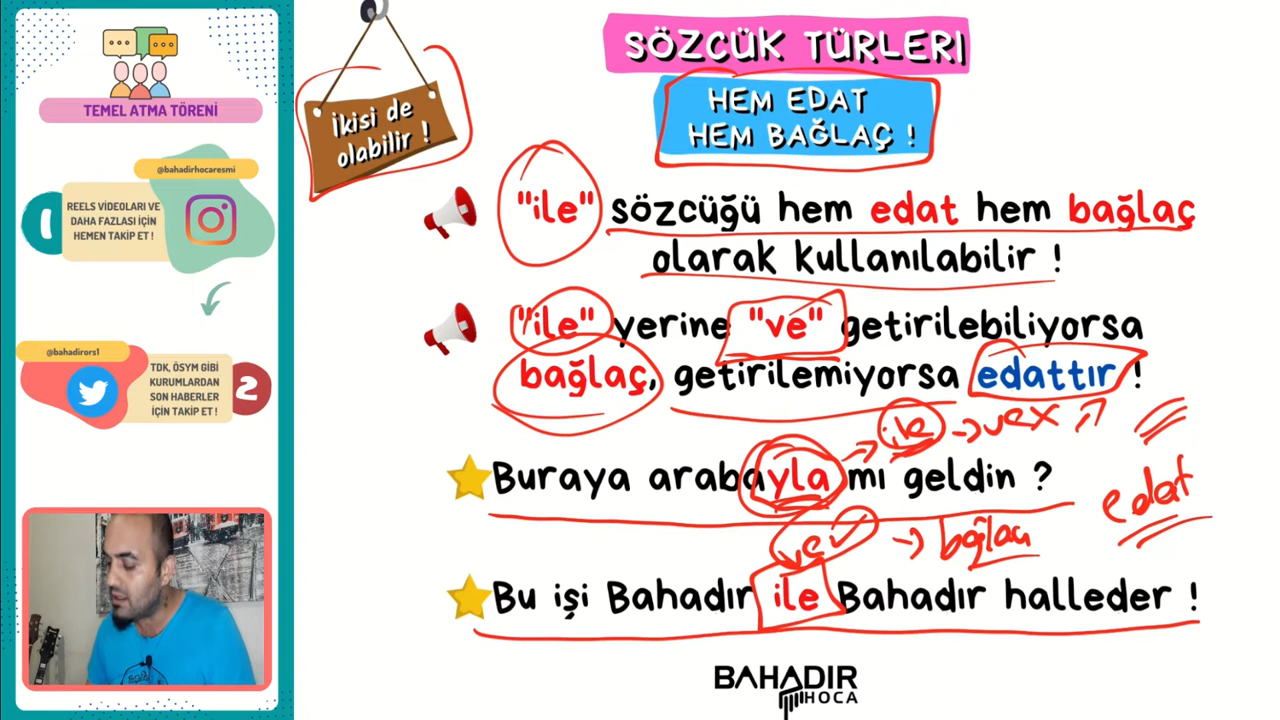 TEMEL ATMA TÖRENİ
@bahadirhocaresmi
1
REELS VİDEOLARI VE
DAHA FAZLASI İÇİN
HEMEN TAKİP ET !
@bahadirors1
TDK, ÖSYM GİBİ
KURUMLARDAN
SON HABERLER
İÇİN TAKİP ET !
2
İkisi de
olabilir !
SÖZCÜK TÜRLERI
HEM EDAT
HEM BAĞLAÇ !
"ile" sözcüğü hem edat hem bağlaç
olarak kullanılabilir !
"ile" yerine "ve" getirilebiliyorsa
bağlaç, getirilemiyorsa edattır !
ile → ve x
Buraya arabayla mı geldin ?
edat
ve → bağlaç
Bu işi Bahadır ile Bahadır halleder !
BAHADIR
HOCA